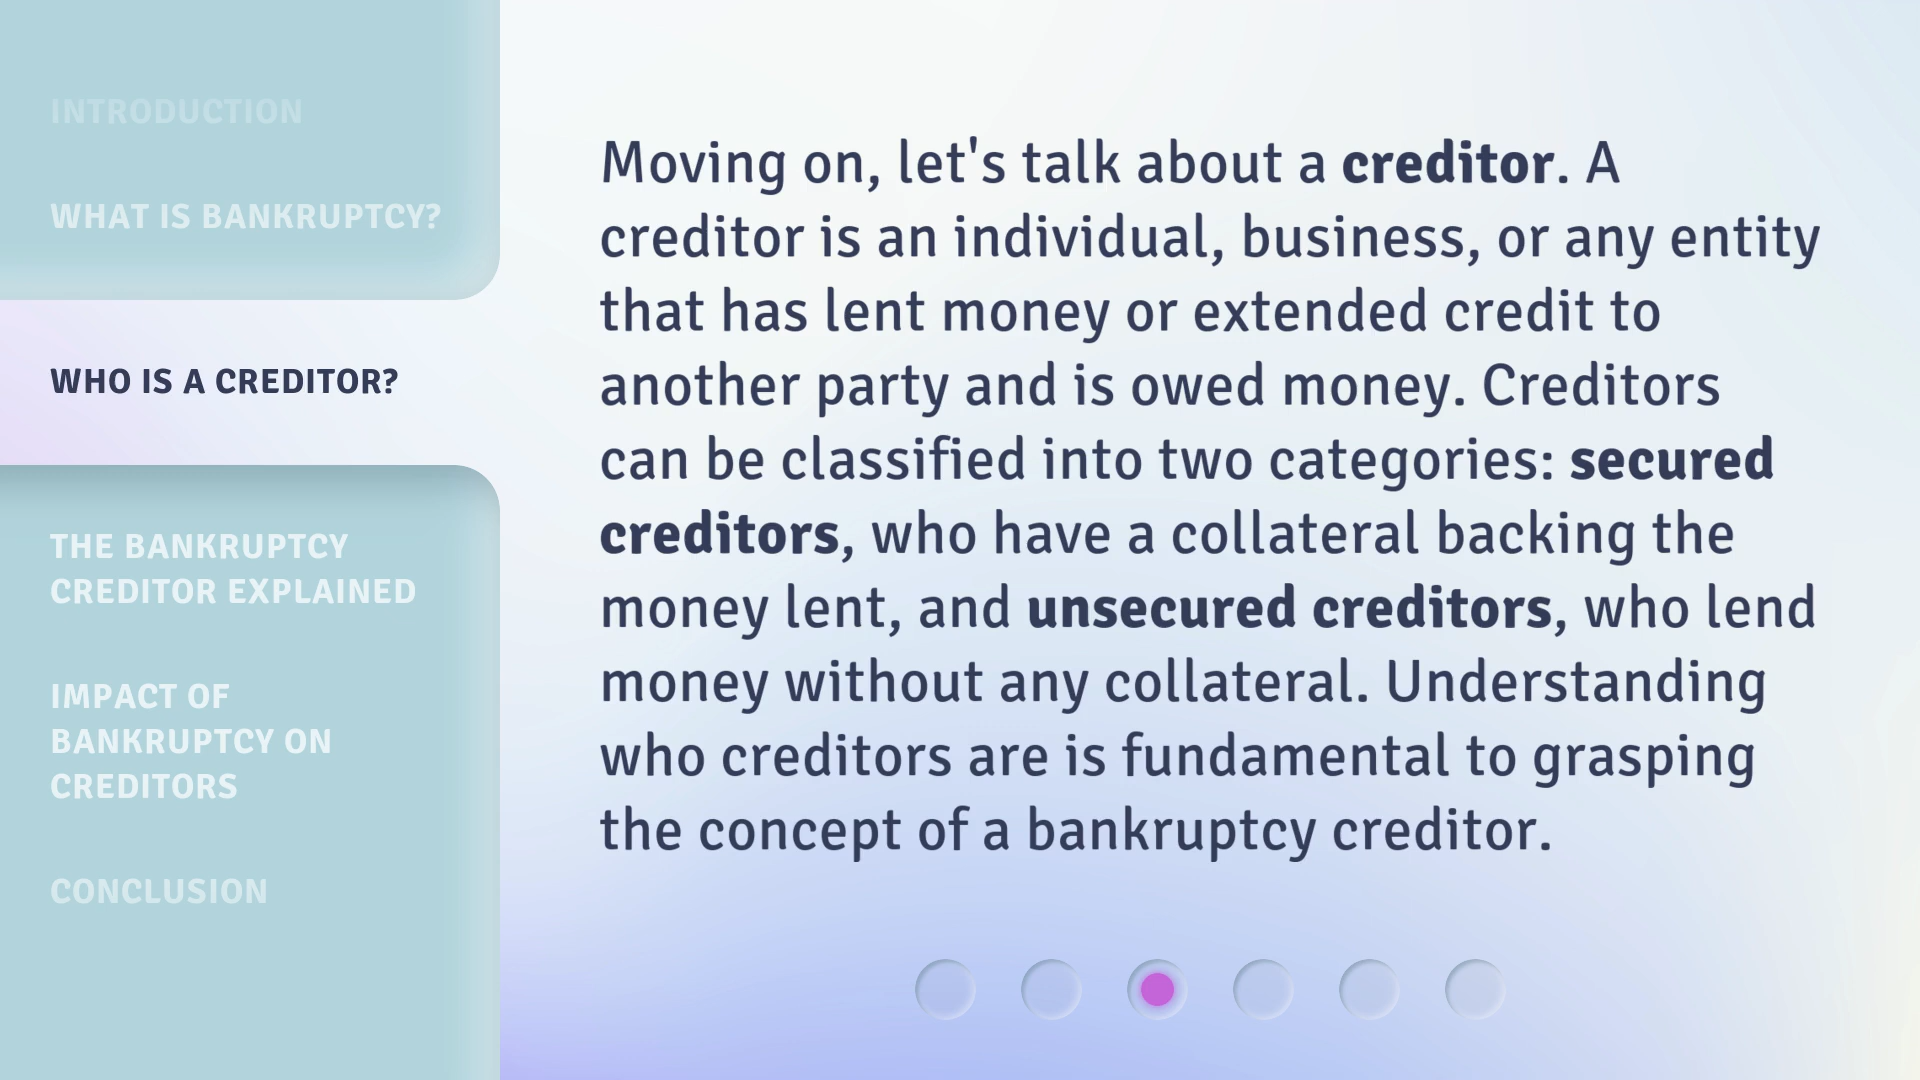 INTRODUCTION
WHAT IS BANKRUPTCY?
WHO IS A CREDITOR?
THE BANKRUPTCY
CREDITOR EXPLAINED
IMPACT OF
BANKRUPTCY ON
CREDITORS
CONCLUSION
Moving on, let's talk about a creditor. A
creditor is an individual, business, or any entity
that has lent money or extended credit to
another party and is owed money. Creditors
can be classified into two categories: secured
creditors, who have a collateral backing the
money lent, and unsecured creditors, who lend
money without any collateral. Understanding
who creditors are is fundamental to grasping
the concept of a bankruptcy creditor.